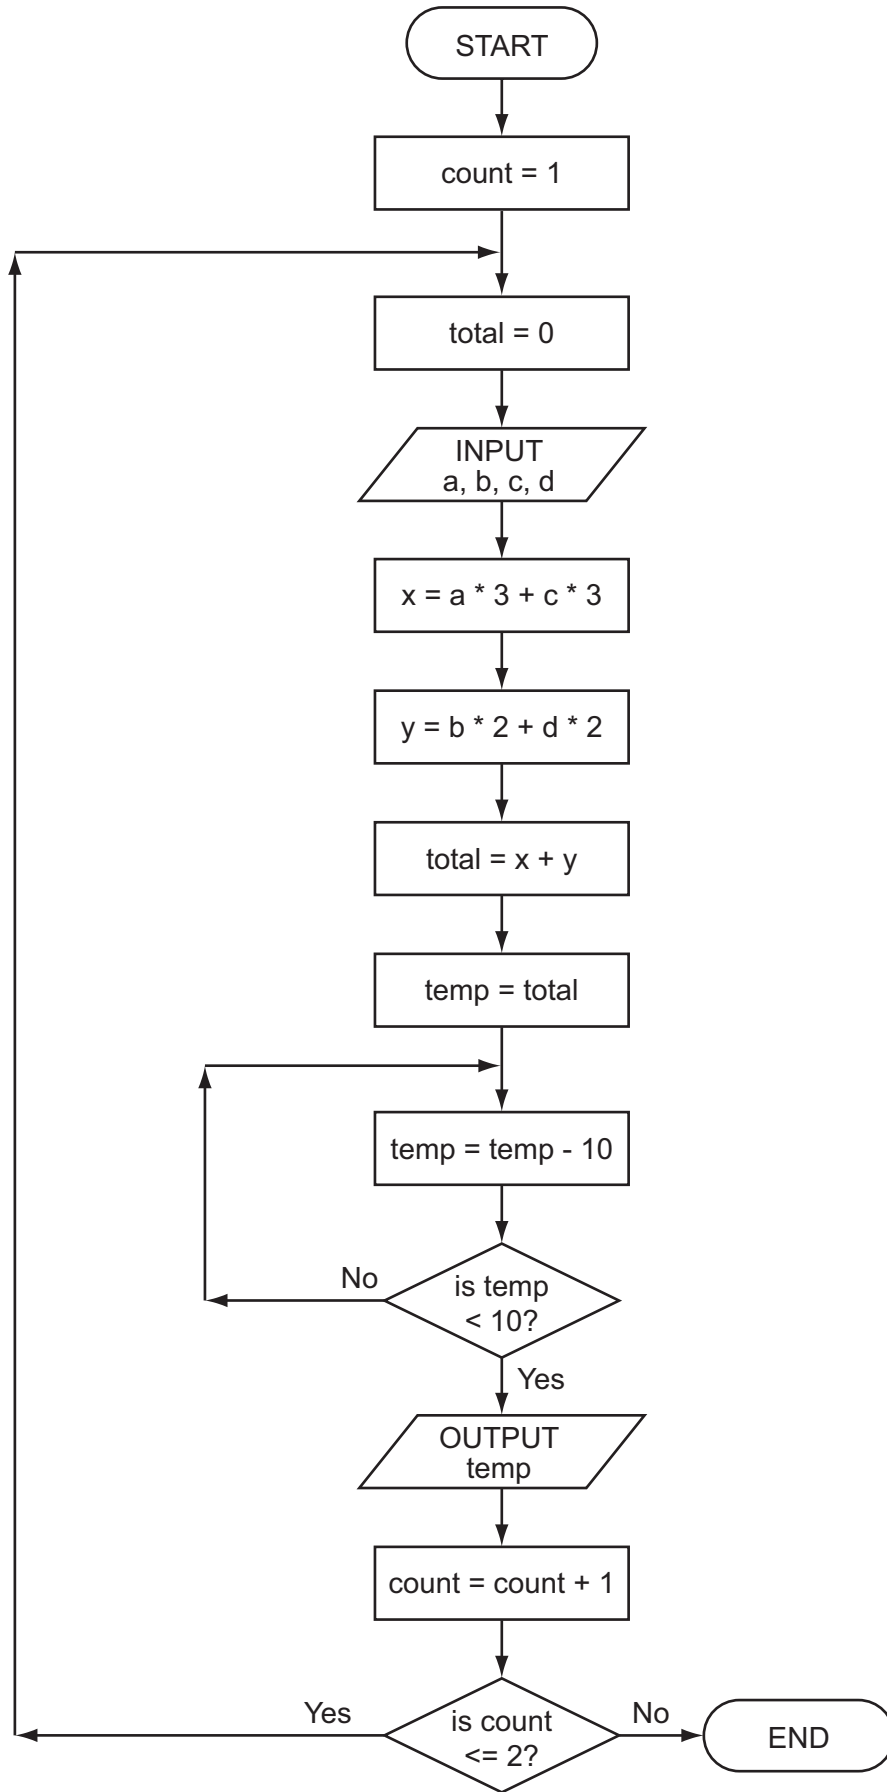 START
count = 1
total = 0
INPUT
a, b, c, d
x = a * 3 + c * 3
y = b * 2 + d * 2
total = x + y
temp = total
temp = temp - 10
No
is temp
< 10?
Yes
OUTPUT
temp
count = count + 1
Yes
is count
<= 2?
No
END